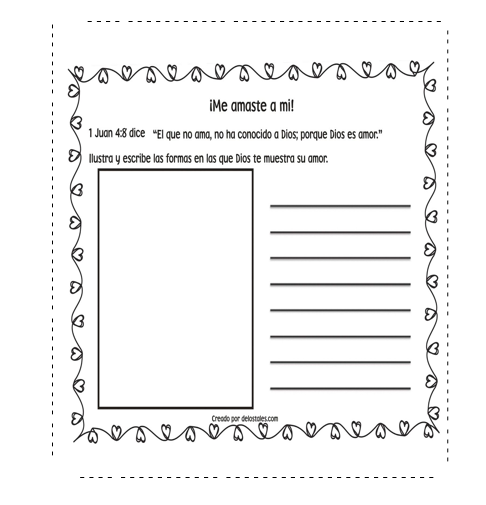 ¡Me amaste a mi!
1 Juan 4:8 dice "El que no ama, no ha conocido a Dios; porque Dios es amor."
Ilustra y escribe las formas en las que Dios te muestra su amor.
Creado por delostoles.com